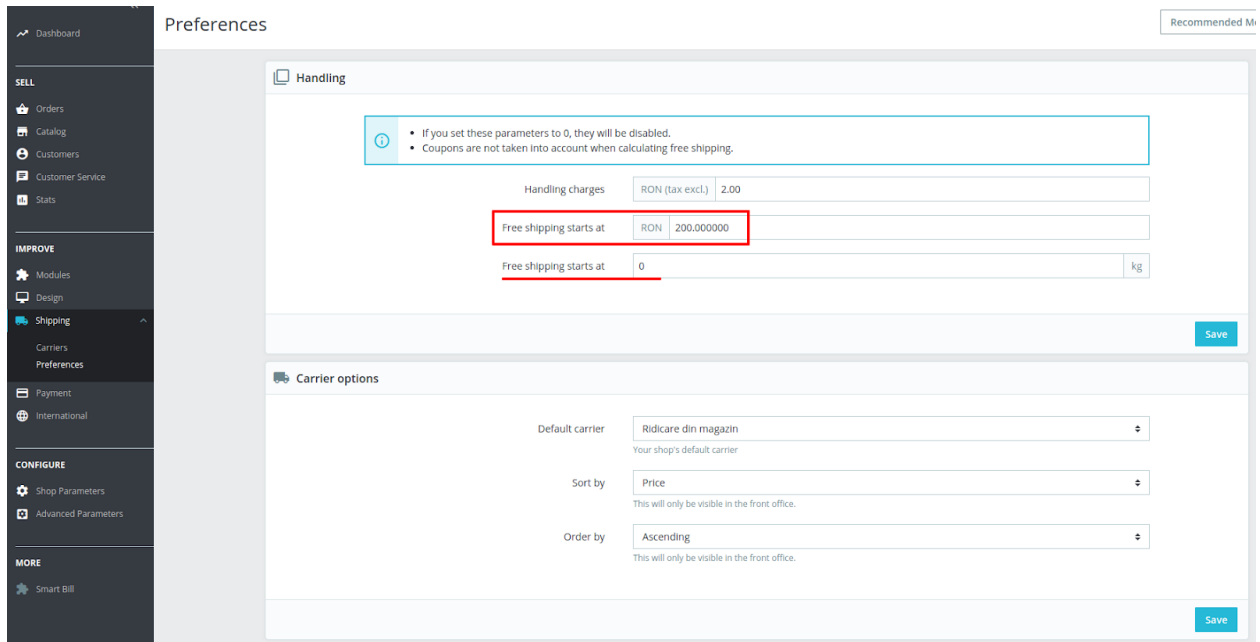 Preferences
Recommended
Dashboard
SELL
Orders
Catalog
Customers
Customer Service
Stats
IMPROVE
Modules
Design
Shipping
Carriers
Preferences
Payment
International
CONFIGURE
Shop Parameters
Advanced Parameters
MORE
Smart Bill
Handling
If you set these parameters to 0, they will be disabled.
Coupons are not taken into account when calculating free shipping.
Handling charges RON (tax excl.) 2.00
Free shipping starts at RON 200.000000
Free shipping starts at 0 kg
Save
Carrier options
Default carrier Ridicare din magazin
Your shop's default carrier
Sort by Price
This will only be visible in the front office.
Order by Ascending
This will only be visible in the front office.
Save